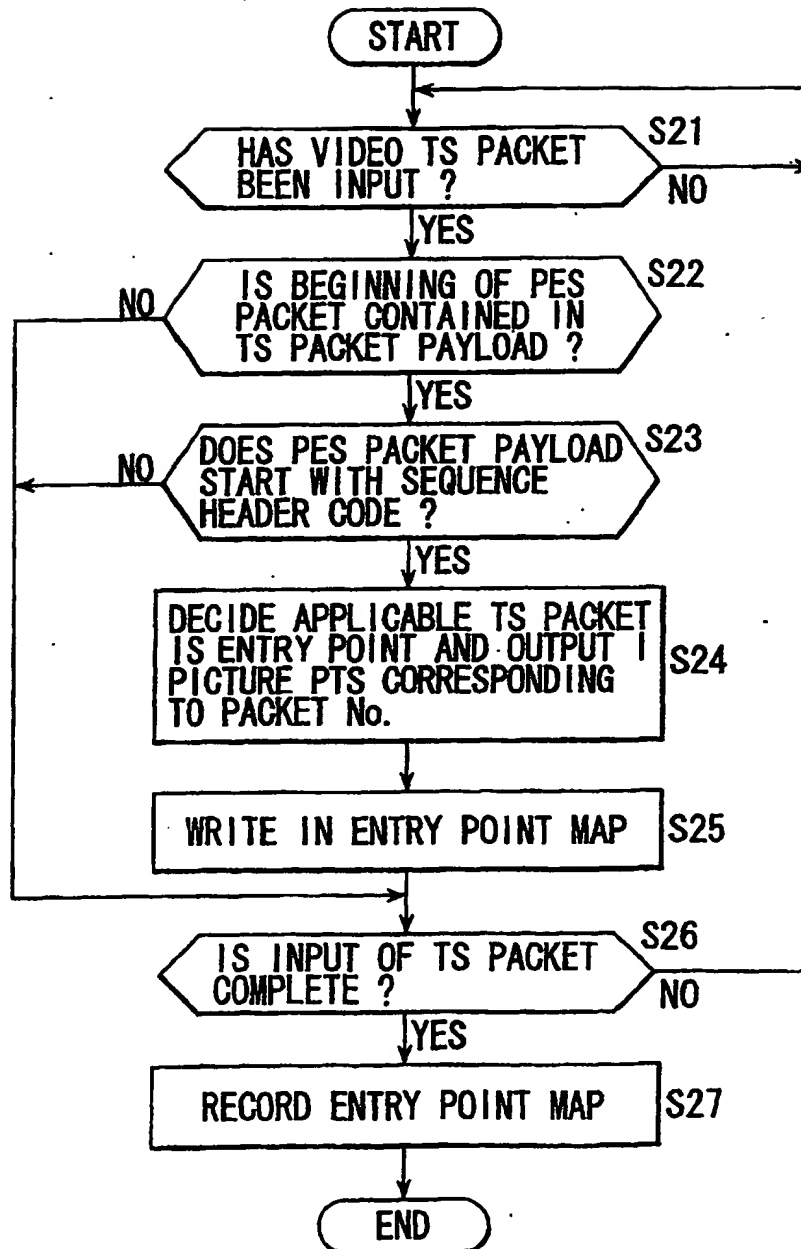 START
S21
HAS VIDEO TS PACKET
BEEN INPUT ?
NO
YES
S22
NO
IS BEGINNING OF PES
PACKET CONTAINED IN
TS PACKET PAYLOAD ?
YES
S23
NO
DOES PES PACKET PAYLOAD
START WITH SEQUENCE
HEADER CODE ?
YES
DECIDE APPLICABLE TS PACKET
IS ENTRY POINT AND OUTPUT I
PICTURE PTS CORRESPONDING
TO PACKET No.
S24
WRITE IN ENTRY POINT MAP
S25
S26
IS INPUT OF TS PACKET
COMPLETE ?
NO
YES
RECORD ENTRY POINT MAP
S27
END